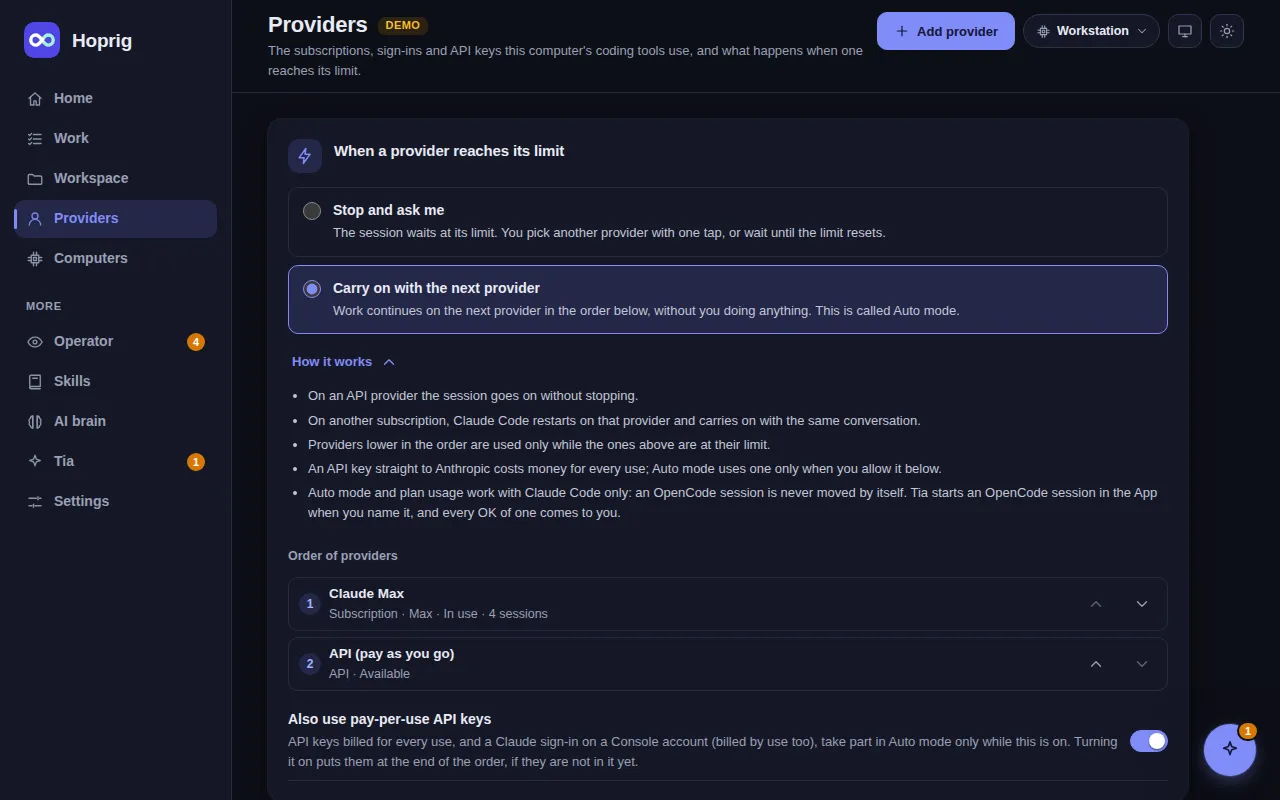 Hoprig
Home
Work
Workspace
Providers
Computers
MORE
Operator 4
Skills
AI brain
Tia 1
Settings
Providers DEMO
The subscriptions, sign-ins and API keys this computer's coding tools use, and what happens when one
reaches its limit.
Add provider
Workstation
When a provider reaches its limit
Stop and ask me
The session waits at its limit. You pick another provider with one tap, or wait until the limit resets.
Carry on with the next provider
Work continues on the next provider in the order below, without you doing anything. This is called Auto mode.
How it works
• On an API provider the session goes on without stopping.
• On another subscription, Claude Code restarts on that provider and carries on with the same conversation.
• Providers lower in the order are used only while the ones above are at their limit.
• An API key straight to Anthropic costs money for every use; Auto mode uses one only when you allow it below.
• Auto mode and plan usage work with Claude Code only: an OpenCode session is never moved by itself. Tia starts an OpenCode session in the App
when you name it, and every OK of one comes to you.
Order of providers
1 Claude Max
Subscription · Max · In use · 4 sessions
2 API (pay as you go)
API · Available
Also use pay-per-use API keys
API keys billed for every use, and a Claude sign-in on a Console account (billed by use too), take part in Auto mode only while this is on. Turning
it on puts them at the end of the order, if they are not in it yet.
1